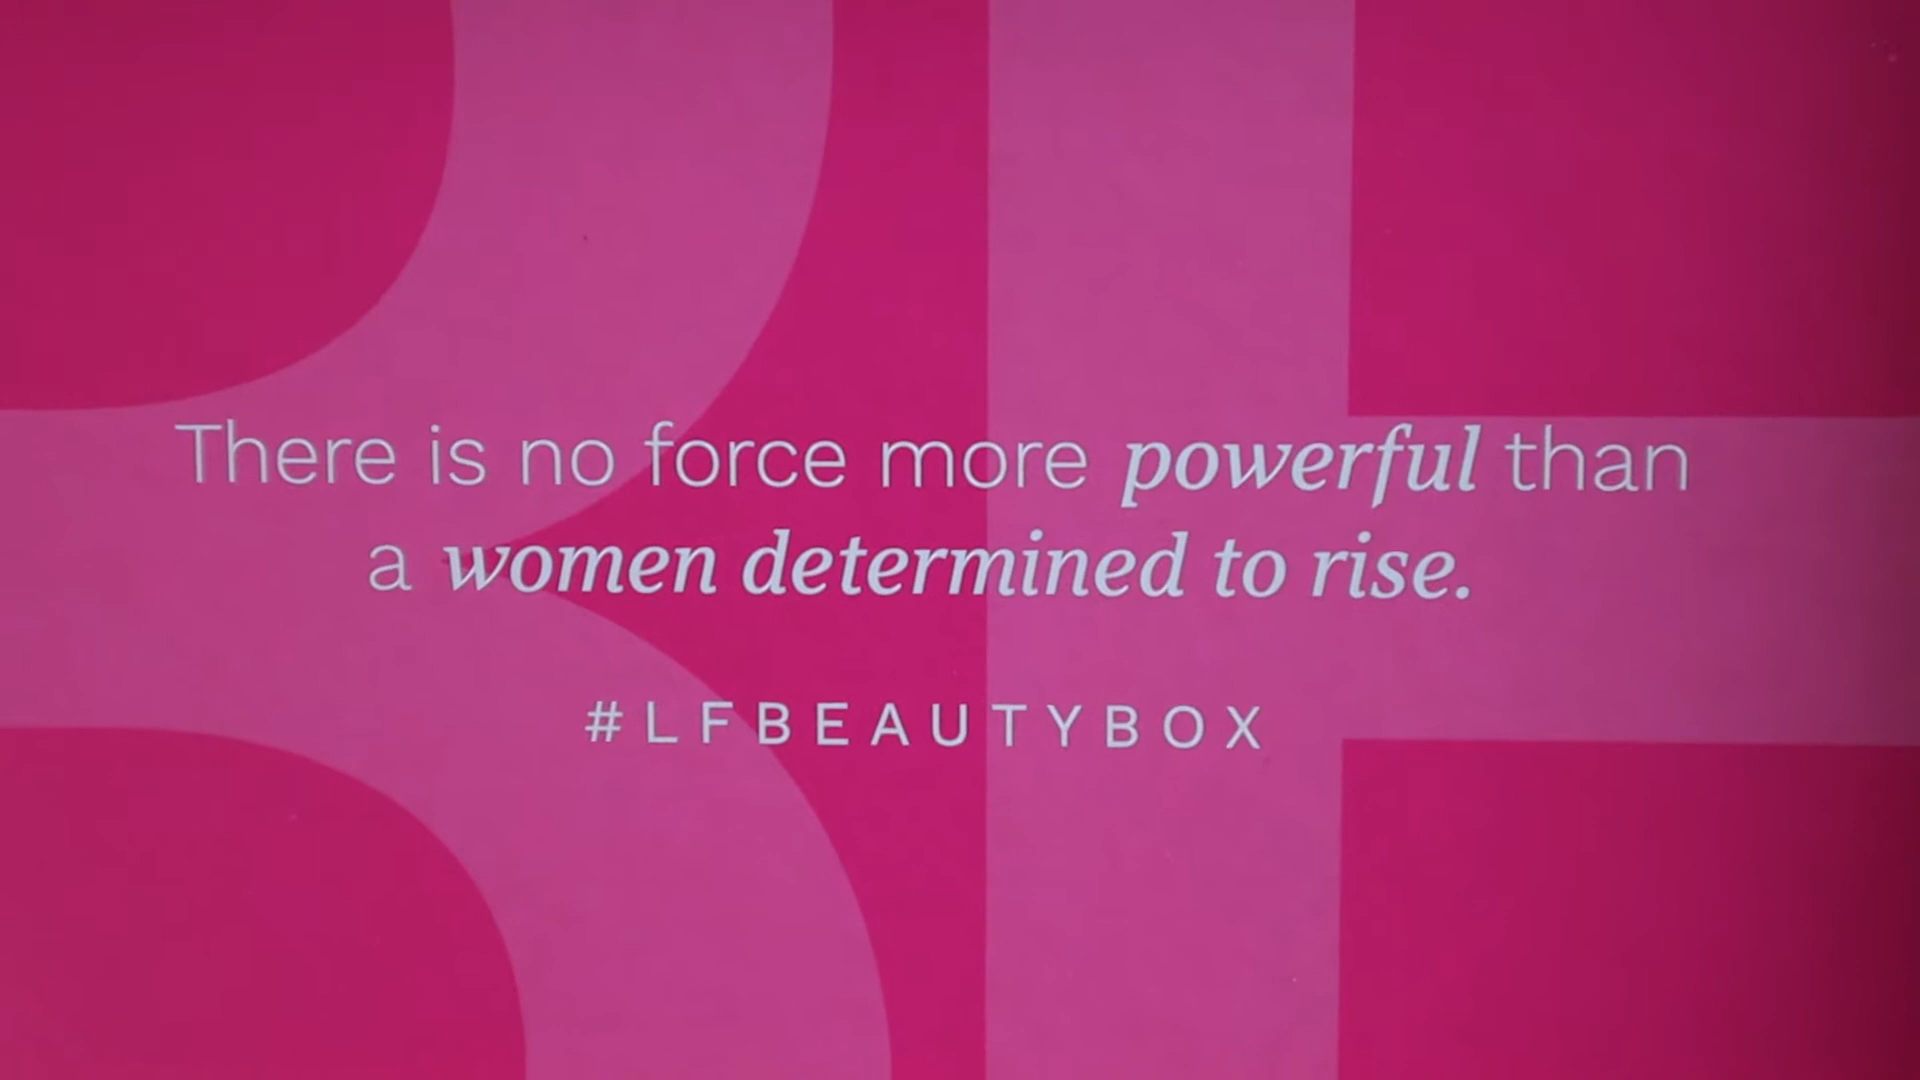 There is no force more powerful than
a women determined to rise.
#LFBEAUTYBOX